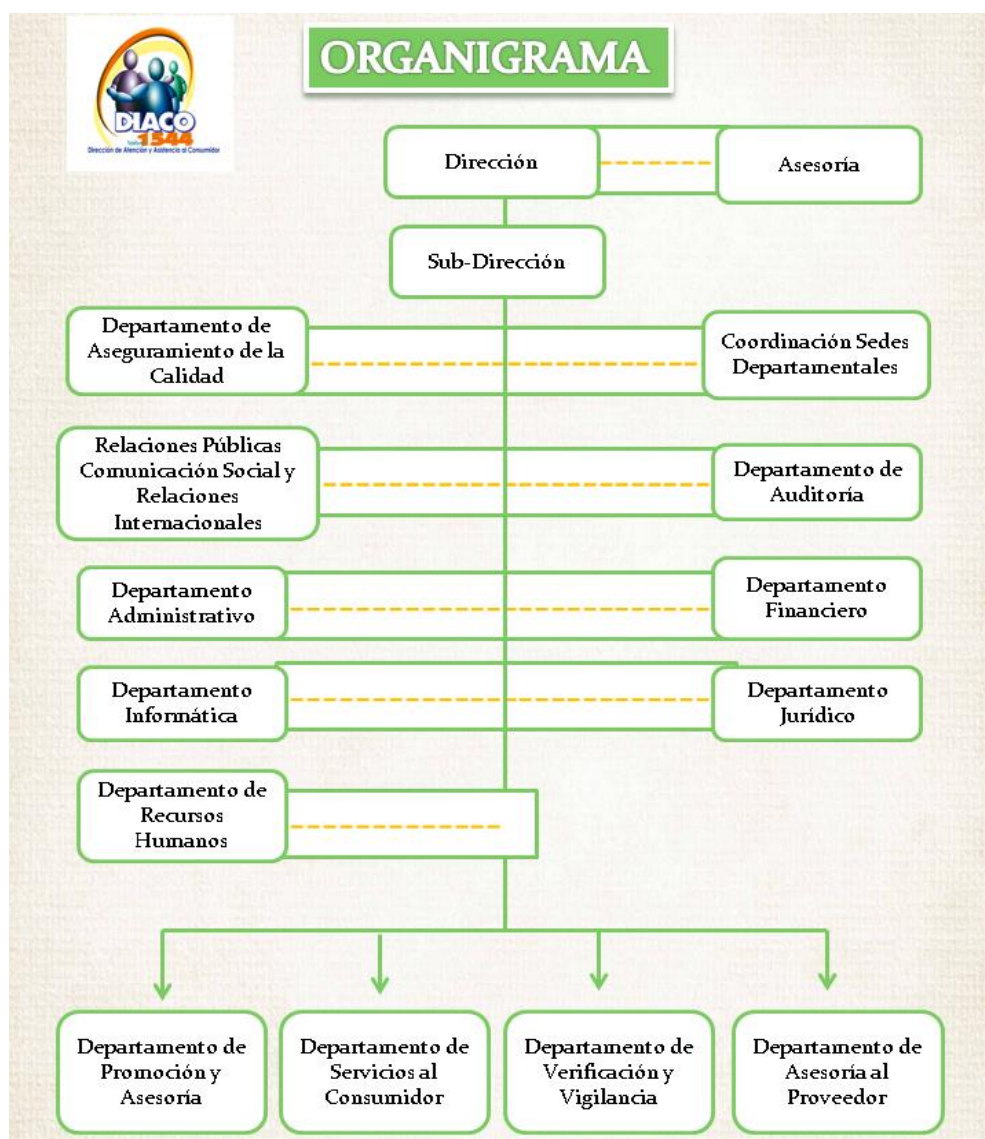 ORGANIGRAMA
DIACO
1544
Dirección de Atención y Asistencia al Consumidor
Dirección
Asesoría
Sub-Dirección
Departamento de
Aseguramiento de la
Calidad
Coordinación Sedes
Departamentales
Relaciones Públicas
Comunicación Social y
Relaciones
Internacionales
Departamento de
Auditoría
Departamento
Administrativo
Departamento
Financiero
Departamento
Informática
Departamento
Jurídico
Departamento de
Recursos
Humanos
Departamento de
Promoción y
Asesoría
Departamento de
Servicios al
Consumidor
Departamento de
Verificación y
Vigilancia
Departamento de
Asesoría al
Proveedor